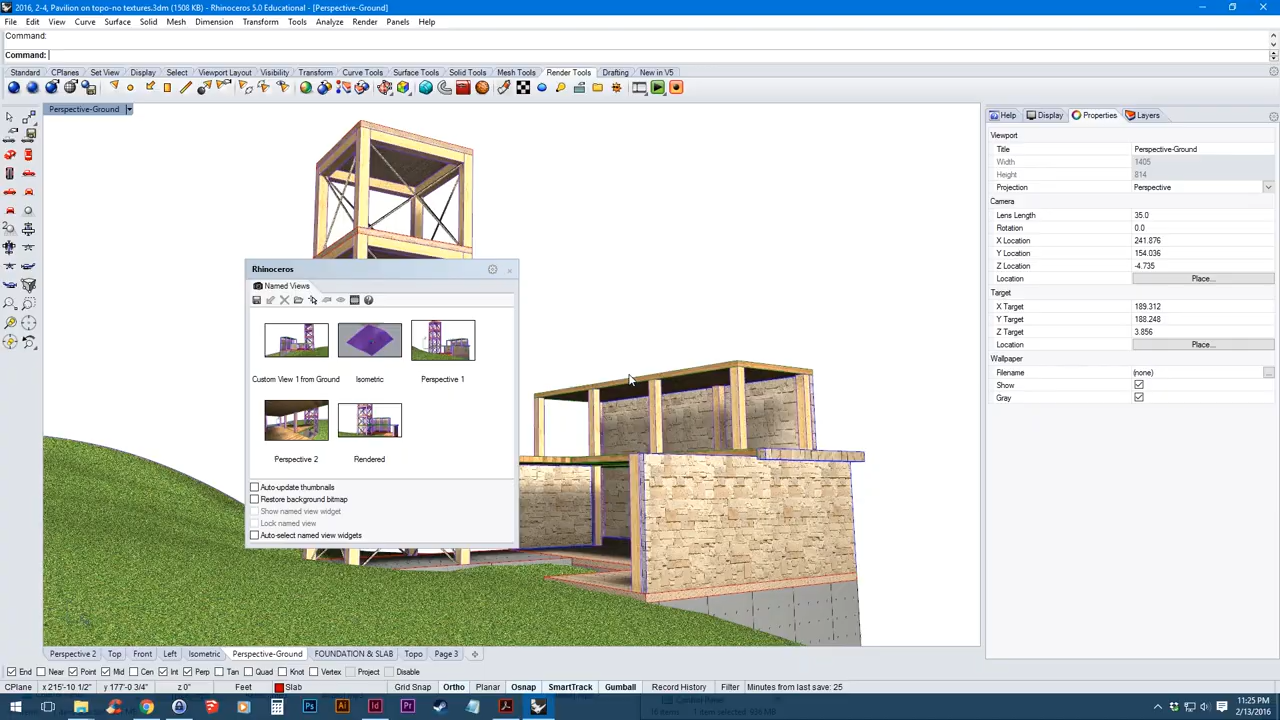 2016, 2-4, Pavilion on topo-no textures.3dm (1508 KB) - Rhinoceros 5.0 Educational - [Perspective-Ground]
File Edit View Curve Surface Solid Mesh Dimension Transform Tools Analyze Render Panels Help
Command:
Command:
Standard CPlanes Set View Display Select Viewport Layout Visibility Transform Curve Tools Surface Tools Solid Tools Mesh Tools Render Tools Drafting New in V5
Perspective-Ground
Help Display Properties Layers
Viewport
Title Perspective-Ground
Width 1405
Height 814
Projection Perspective
Camera
Lens Length 35.0
Rotation 0.0
X Location 241.876
Y Location 154.036
Z Location -4.735
Location Place...
Target
X Target 189.312
Y Target 188.248
Z Target 3.856
Location Place...
Wallpaper
Filename (none) ...
Show
Gray
Rhinoceros
Named Views
Custom View 1 from Ground Isometric Perspective 1
Perspective 2 Rendered
Auto-update thumbnails
Restore background bitmap
Show named view widget
Lock named view
Auto-select named view widgets
Perspective 2 Top Front Left Isometric Perspective-Ground FOUNDATION & SLAB Topo Page 3
End Near Point Mid Cen Int Perp Tan Quad Knot Vertex Project Disable
CPlane x 215'-10 1/2" y 177'-0 3/4" z 0" Feet Slab Grid Snap Ortho Planar Osnap SmartTrack Gumball Record History Filter Minutes from last save: 25
11:25 PM
2/13/2016